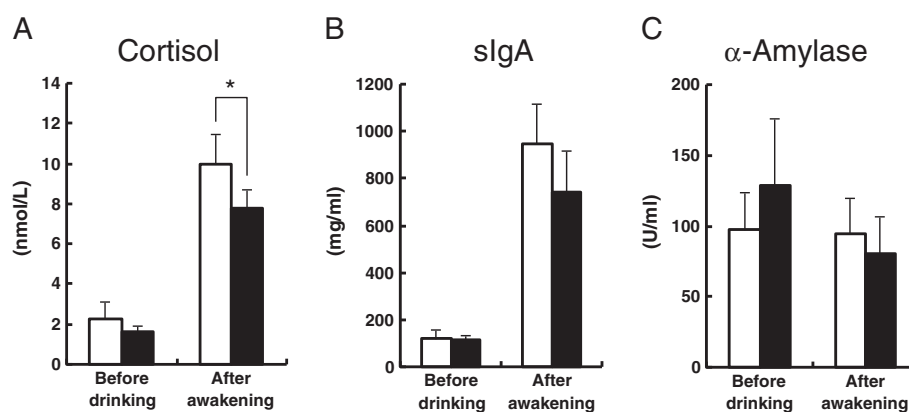 A
Cortisol
14
12
10
8
6
4
2
0
(nmol/L)
*
Before
drinking
After
awakening
B
sIgA
1200
1000
800
600
400
200
0
(mg/ml)
Before
drinking
After
awakening
C
α-Amylase
200
150
100
50
0
(U/ml)
Before
drinking
After
awakening